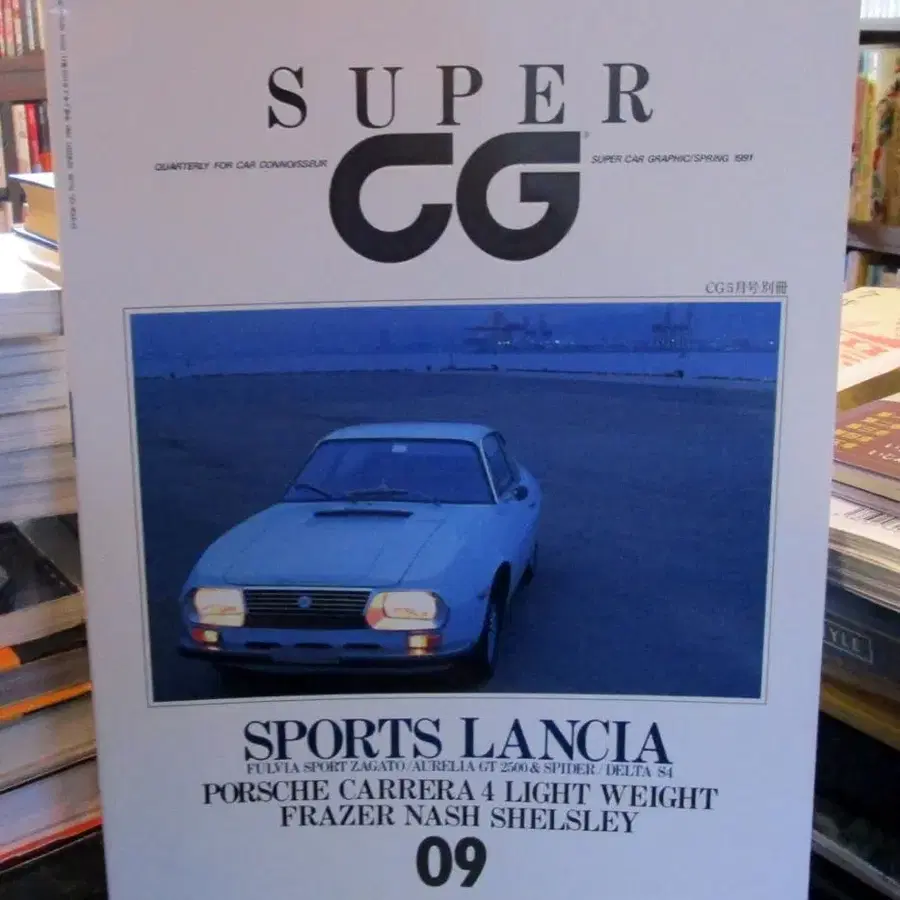 SUPER
CG
QUARTERLY FOR CAR CONNOISSEUR
SUPER CAR GRAPHIC/SPRING 1991
CG5月号別冊
SPORTS LANCIA
FULVIA SPORT ZAGATO/AURELIA GT 2500 & SPIDER/DELTA S4
PORSCHE CARRERA 4 LIGHT WEIGHT
FRAZER NASH SHELSLEY
09
YLE